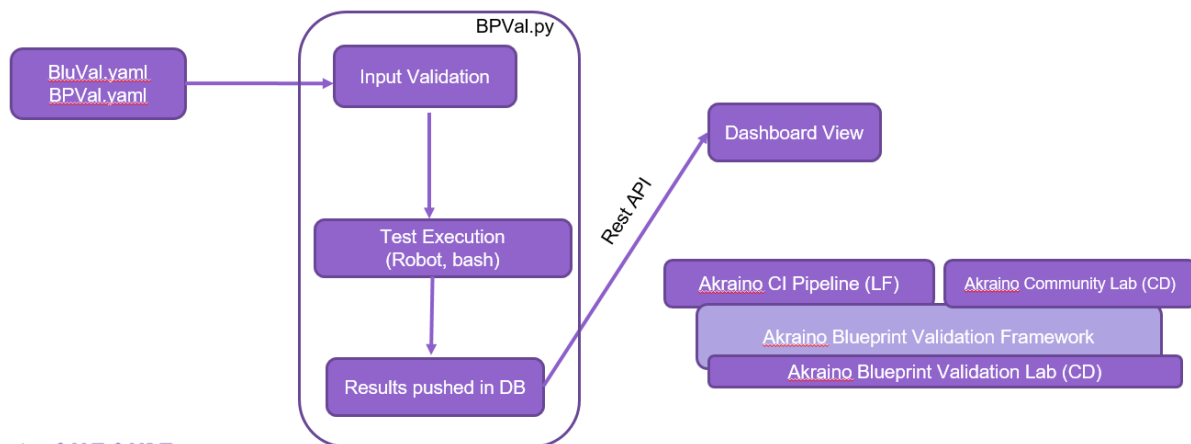 BPVal.py
BluVal.yaml
BPVal.yaml
Input Validation
Test Execution
(Robot, bash)
Results pushed in DB
Rest API
Dashboard View
Akraino CI Pipeline (LF)
Akraino Community Lab (CD)
Akraino Blueprint Validation Framework
Akraino Blueprint Validation Lab (CD)